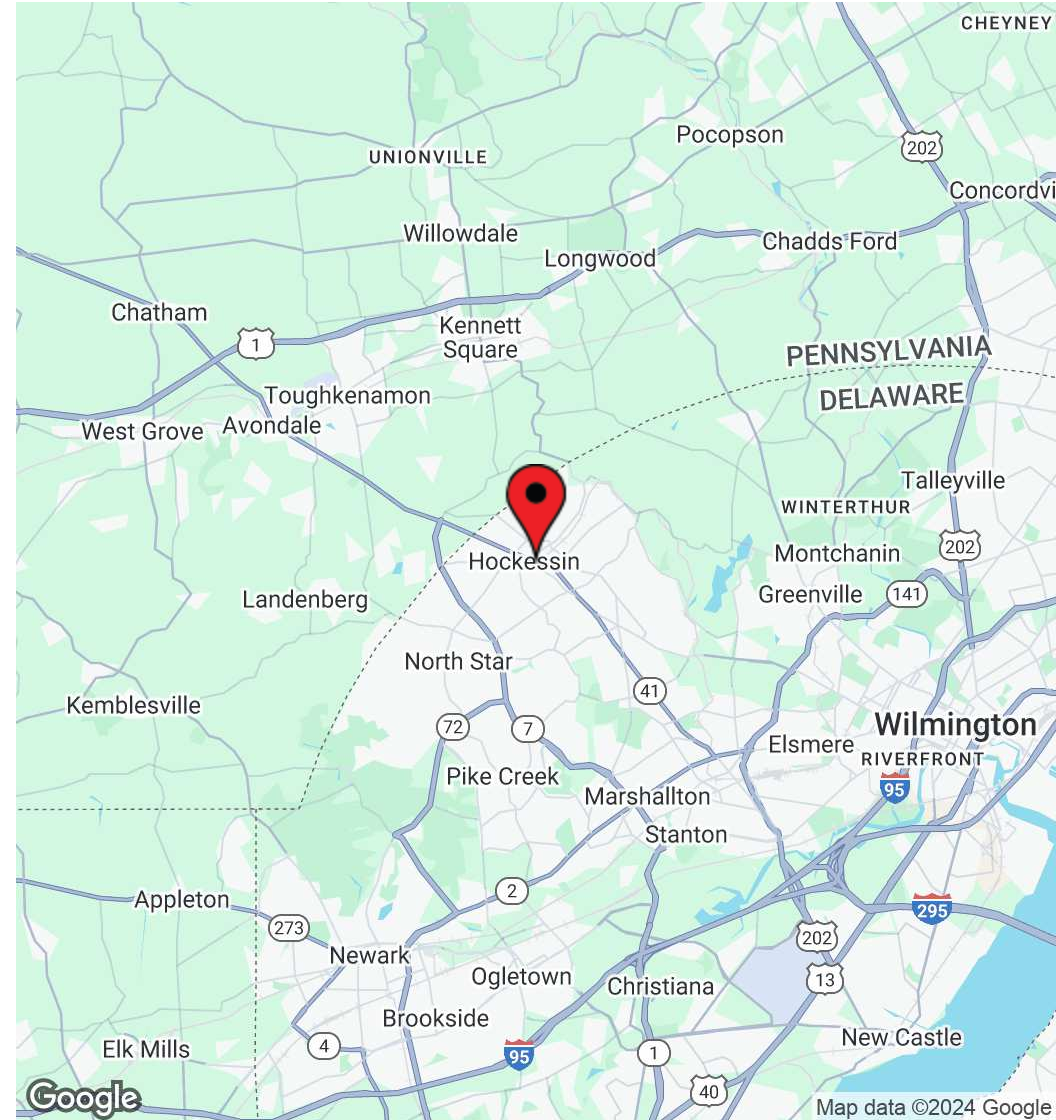 CHEYNEY
Pocopson
202
UNIONVILLE
Concordvi
Willowdale
Chadds Ford
Longwood
Chatham
Kennett
Square
1
PENNSYLVANIA
DELAWARE
Toughkenamon
West Grove
Avondale
Talleyville
WINTERTHUR
202
Montchanin
Hockessin
Greenville
141
Landenberg
North Star
41
Kemblesville
72
7
Wilmington
Elsmere
RIVERFRONT
95
Pike Creek
Marshallton
Stanton
2
Appleton
295
273
202
Newark
Ogletown
Christiana
13
Brookside
New Castle
Elk Mills
4
95
1
40
Google
Map data ©2024 Google